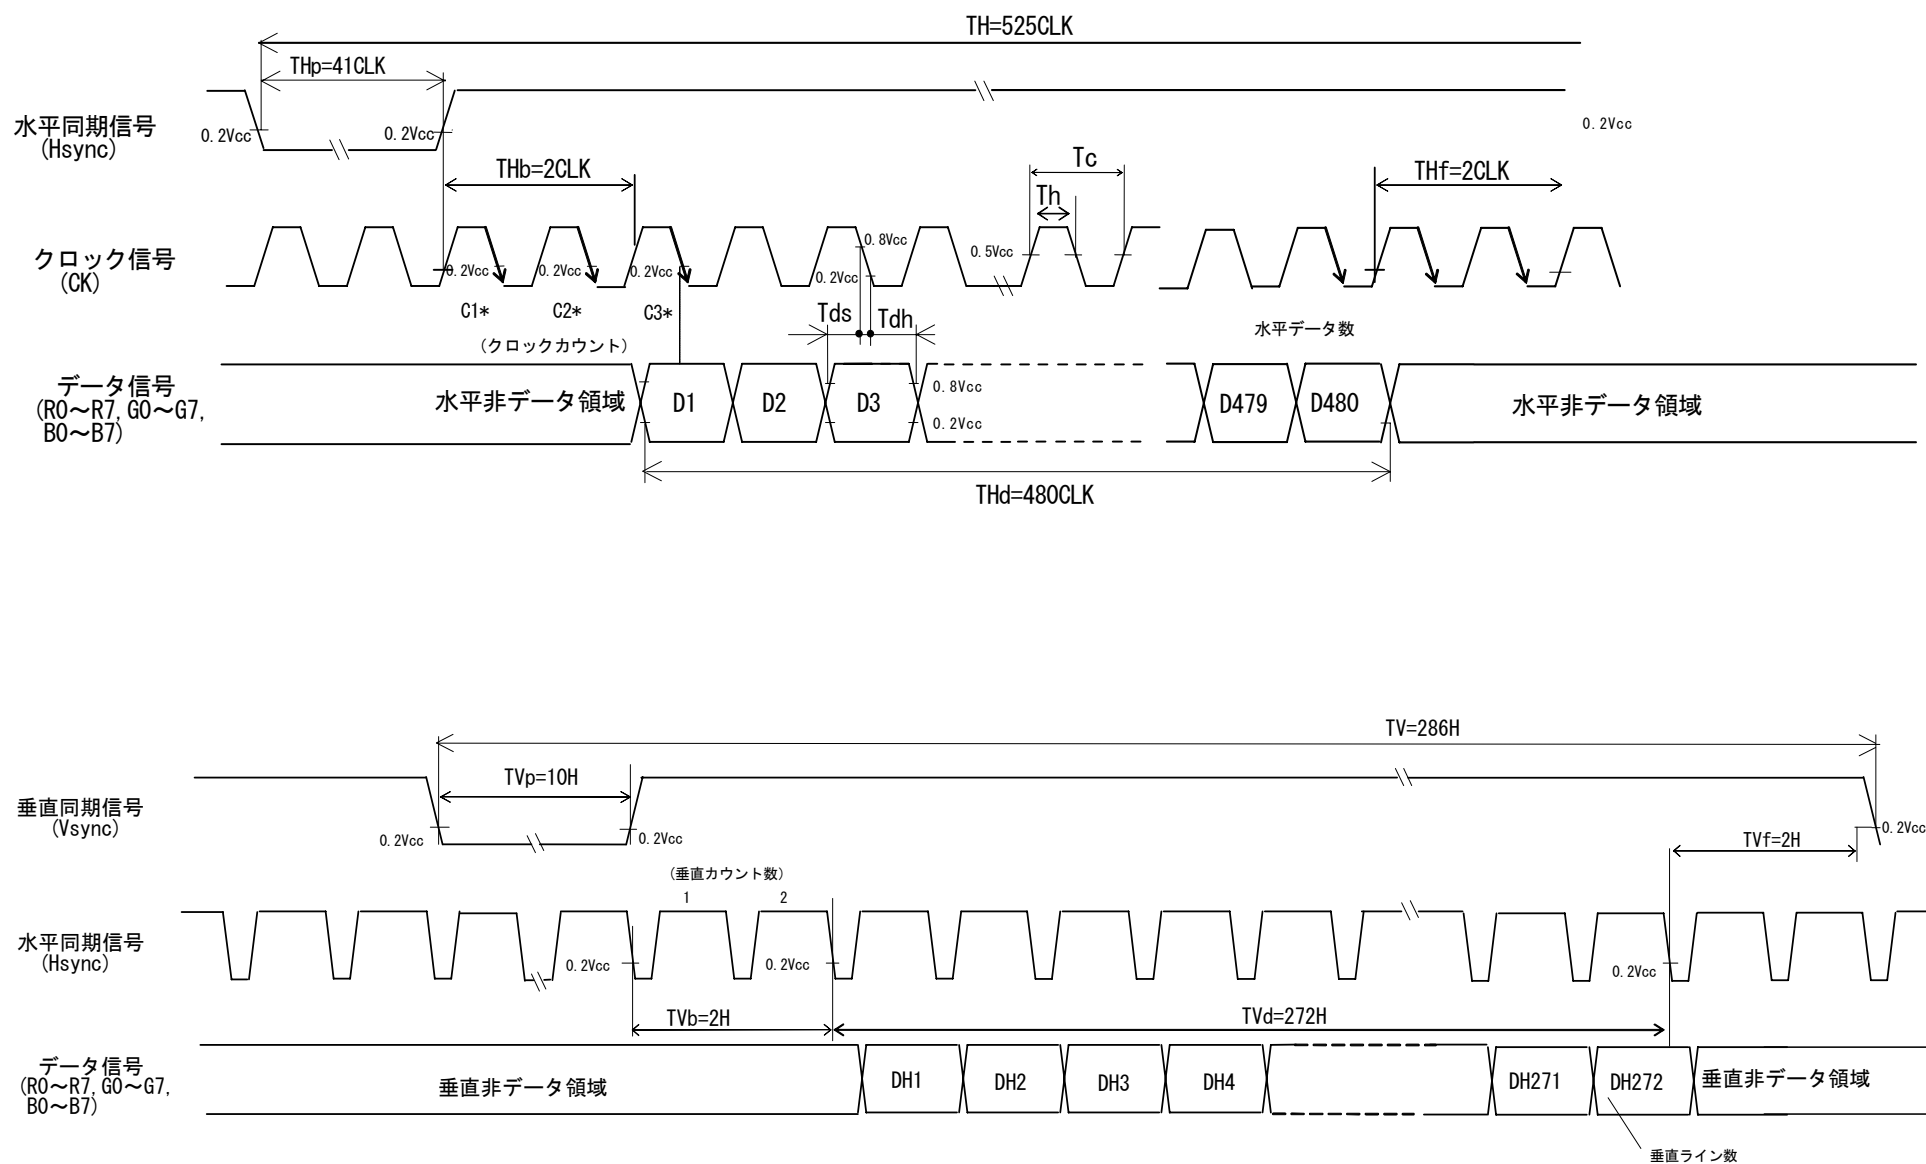 TH=525CLK
THp=41CLK
水平同期信号
(Hsync)
0.2Vcc
0.2Vcc
0.2Vcc
THb=2CLK
Tc
THf=2CLK
Th
クロック信号
(CK)
0.2Vcc
0.2Vcc
0.2Vcc
0.8Vcc
0.2Vcc
0.5Vcc
C1*
C2*
C3*
(クロックカウント)
Tds
Tdh
水平データ数
データ信号
(R0～R7,G0～G7,
B0～B7)
水平非データ領域
D1
D2
D3
0.8Vcc
0.2Vcc
D479
D480
水平非データ領域
THd=480CLK
TV=286H
TVp=10H
垂直同期信号
(Vsync)
0.2Vcc
0.2Vcc
0.2Vcc
TVf=2H
(垂直カウント数)
1
2
水平同期信号
(Hsync)
0.2Vcc
0.2Vcc
0.2Vcc
TVb=2H
TVd=272H
データ信号
(R0～R7,G0～G7,
B0～B7)
垂直非データ領域
DH1
DH2
DH3
DH4
DH271
DH272
垂直非データ領域
垂直ライン数